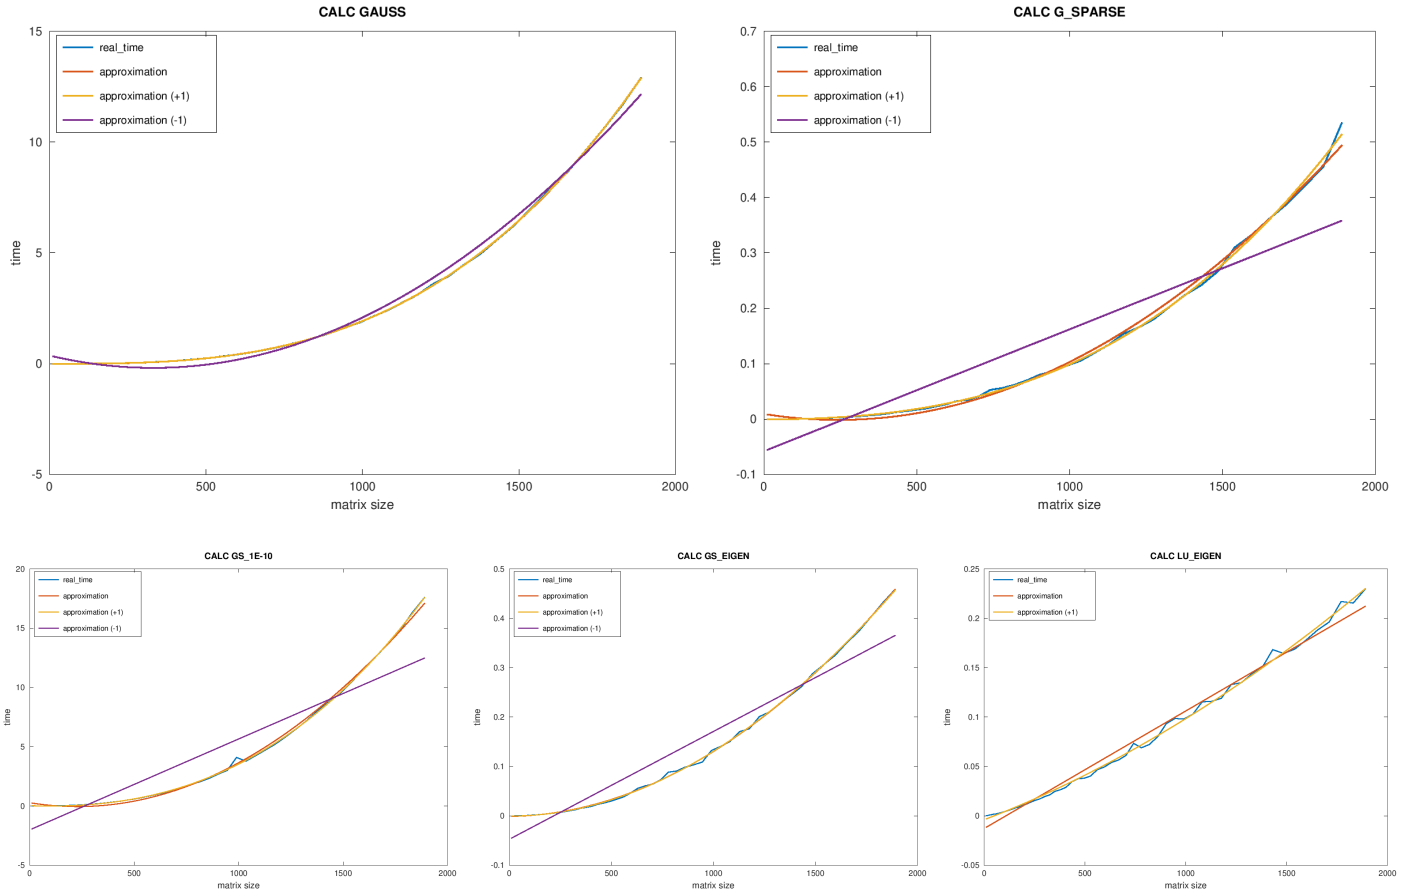 CALC GAUSS
real_time
approximation
approximation (+1)
approximation (-1)
15
10
5
0
-5
time
0
500
1000
1500
2000
matrix size
CALC G_SPARSE
real_time
approximation
approximation (+1)
approximation (-1)
0.7
0.6
0.5
0.4
0.3
0.2
0.1
0
-0.1
time
0
500
1000
1500
2000
matrix size
CALC GS_1E-10
real_time
approximation
approximation (+1)
approximation (-1)
20
15
10
5
0
-5
time
0
500
1000
1500
2000
matrix size
CALC GS_EIGEN
real_time
approximation
approximation (+1)
approximation (-1)
0.5
0.4
0.3
0.2
0.1
0
-0.1
time
0
500
1000
1500
2000
matrix size
CALC LU_EIGEN
real_time
approximation
approximation (+1)
0.25
0.2
0.15
0.1
0.05
0
-0.05
time
0
500
1000
1500
2000
matrix size